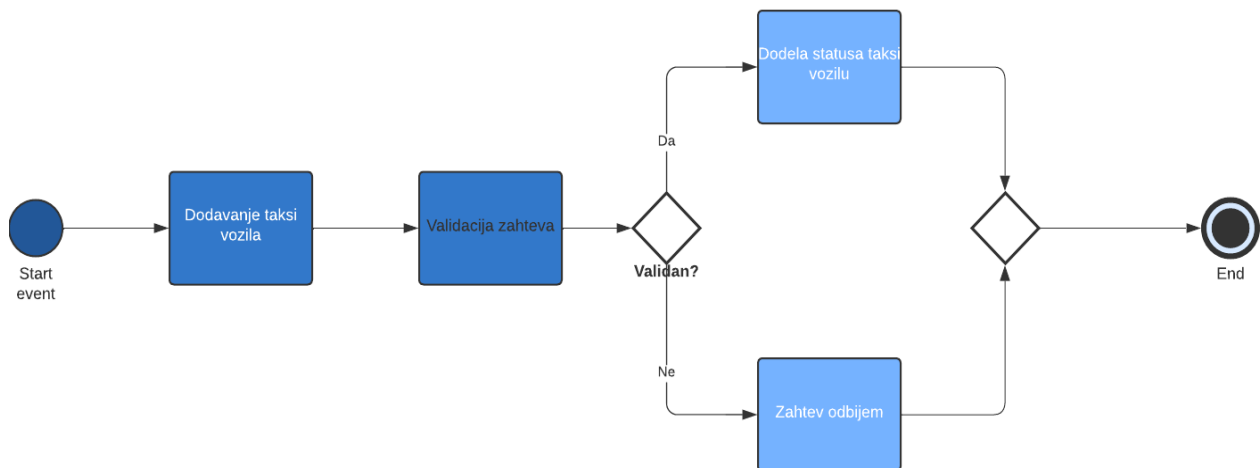 Dodela statusa taksi
vozilu
Da
Dodavanje taksi
vozila
Validacija zahteva
Validan?
Start
event
End
Ne
Zahtev odbijem